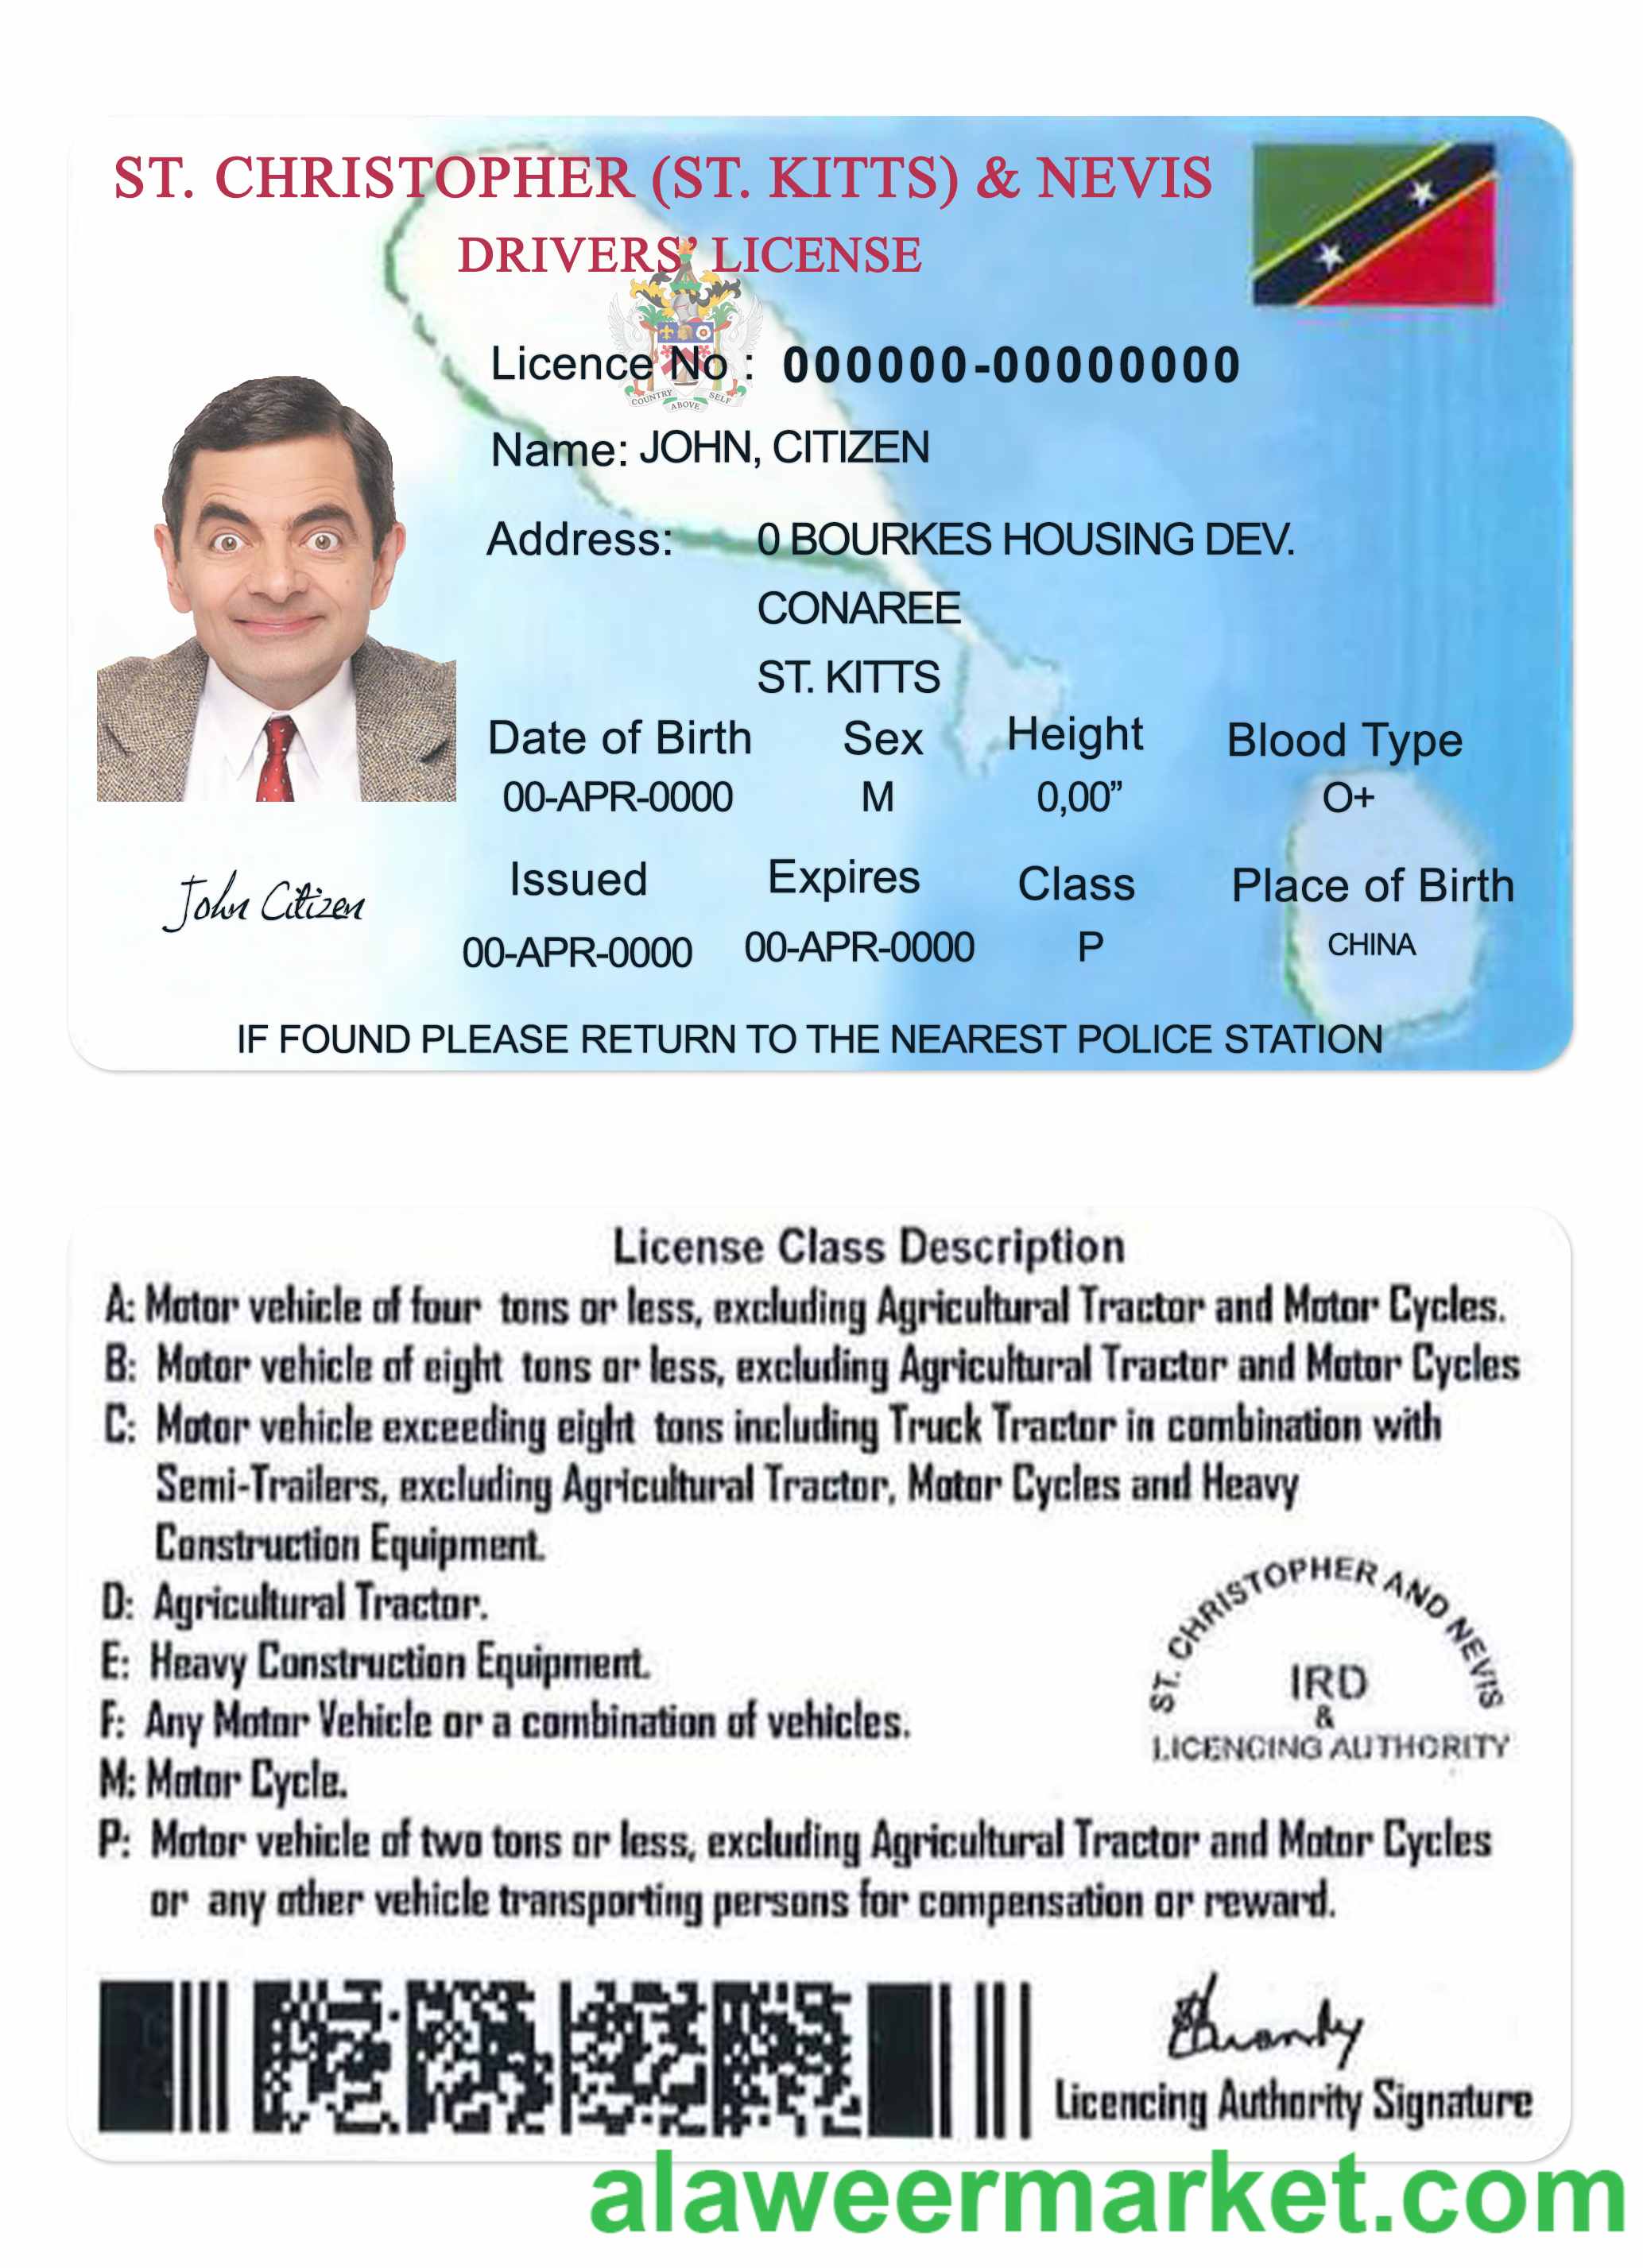 ST. CHRISTOPHER (ST. KITTS) & NEVIS
DRIVERS' LICENSE
COUNTRY ABOVE SELF
Licence No : 000000-00000000
Name: JOHN, CITIZEN
Address: 0 BOURKES HOUSING DEV.
CONAREE
ST. KITTS
Date of Birth Sex Height Blood Type
00-APR-0000 M 0,00” O+
John Citizen
Issued Expires Class Place of Birth
00-APR-0000 00-APR-0000 P CHINA
IF FOUND PLEASE RETURN TO THE NEAREST POLICE STATION
License Class Description
A: Motor vehicle of four tons or less, excluding Agricultural Tractor and Motor Cycles.
B: Motor vehicle of eight tons or less, excluding Agricultural Tractor and Motor Cycles
C: Motor vehicle exceeding eight tons including Truck Tractor in combination with
Semi-Trailers, excluding Agricultural Tractor, Motor Cycles and Heavy
Construction Equipment.
D: Agricultural Tractor.
E: Heavy Construction Equipment.
F: Any Motor Vehicle or a combination of vehicles.
M: Motor Cycle.
P: Motor vehicle of two tons or less, excluding Agricultural Tractor and Motor Cycles
or any other vehicle transporting persons for compensation or reward.
ST. CHRISTOPHER AND NEVIS
IRD
&
LICENCING AUTHORITY
Licencing Authority Signature
alaweermarket.com